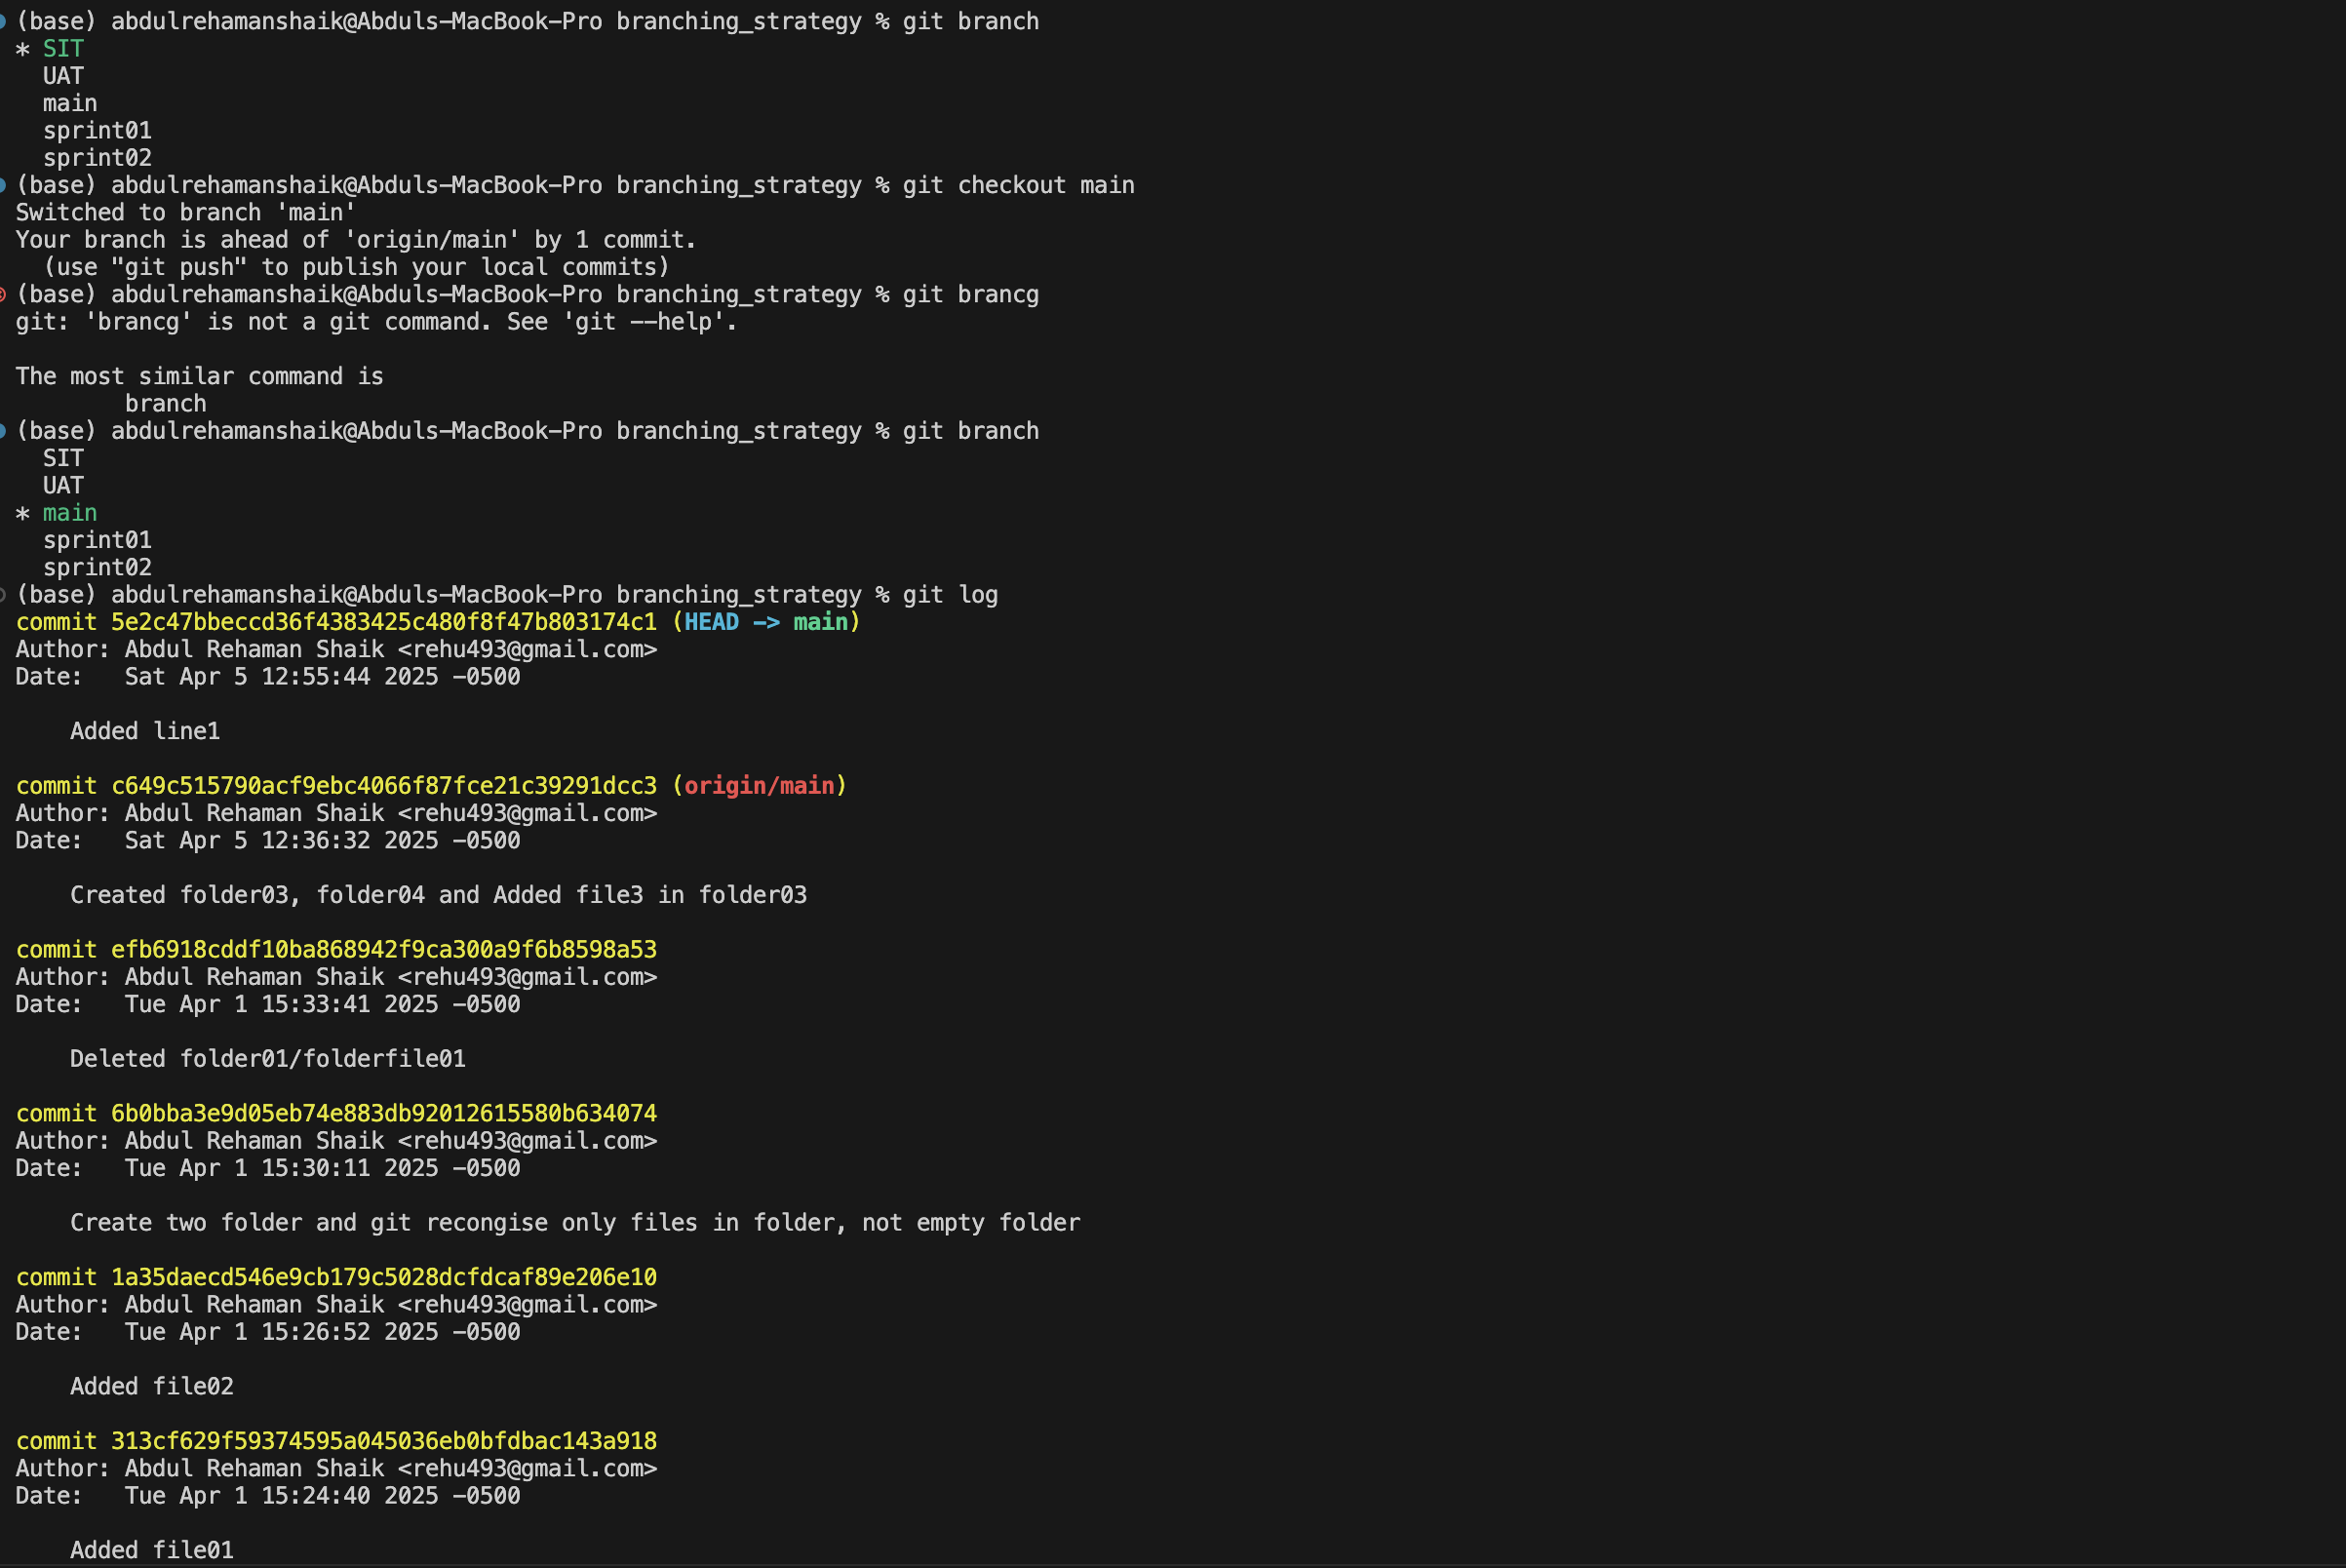 (base) abdulrehamanshaik@Abduls-MacBook-Pro branching_strategy % git branch
* SIT
  UAT
  main
  sprint01
  sprint02
(base) abdulrehamanshaik@Abduls-MacBook-Pro branching_strategy % git checkout main
Switched to branch 'main'
Your branch is ahead of 'origin/main' by 1 commit.
  (use "git push" to publish your local commits)
(base) abdulrehamanshaik@Abduls-MacBook-Pro branching_strategy % git brancg
git: 'brancg' is not a git command. See 'git --help'.

The most similar command is
        branch
(base) abdulrehamanshaik@Abduls-MacBook-Pro branching_strategy % git branch
  SIT
  UAT
* main
  sprint01
  sprint02
(base) abdulrehamanshaik@Abduls-MacBook-Pro branching_strategy % git log
commit 5e2c47bbeccd36f4383425c480f8f47b803174c1 (HEAD -> main)
Author: Abdul Rehaman Shaik <rehu493@gmail.com>
Date:   Sat Apr 5 12:55:44 2025 -0500

    Added line1

commit c649c515790acf9ebc4066f87fce21c39291dcc3 (origin/main)
Author: Abdul Rehaman Shaik <rehu493@gmail.com>
Date:   Sat Apr 5 12:36:32 2025 -0500

    Created folder03, folder04 and Added file3 in folder03

commit efb6918cddf10ba868942f9ca300a9f6b8598a53
Author: Abdul Rehaman Shaik <rehu493@gmail.com>
Date:   Tue Apr 1 15:33:41 2025 -0500

    Deleted folder01/folderfile01

commit 6b0bba3e9d05eb74e883db92012615580b634074
Author: Abdul Rehaman Shaik <rehu493@gmail.com>
Date:   Tue Apr 1 15:30:11 2025 -0500

    Create two folder and git recongise only files in folder, not empty folder

commit 1a35daecd546e9cb179c5028dcfdcaf89e206e10
Author: Abdul Rehaman Shaik <rehu493@gmail.com>
Date:   Tue Apr 1 15:26:52 2025 -0500

    Added file02

commit 313cf629f59374595a045036eb0bfdbac143a918
Author: Abdul Rehaman Shaik <rehu493@gmail.com>
Date:   Tue Apr 1 15:24:40 2025 -0500

    Added file01